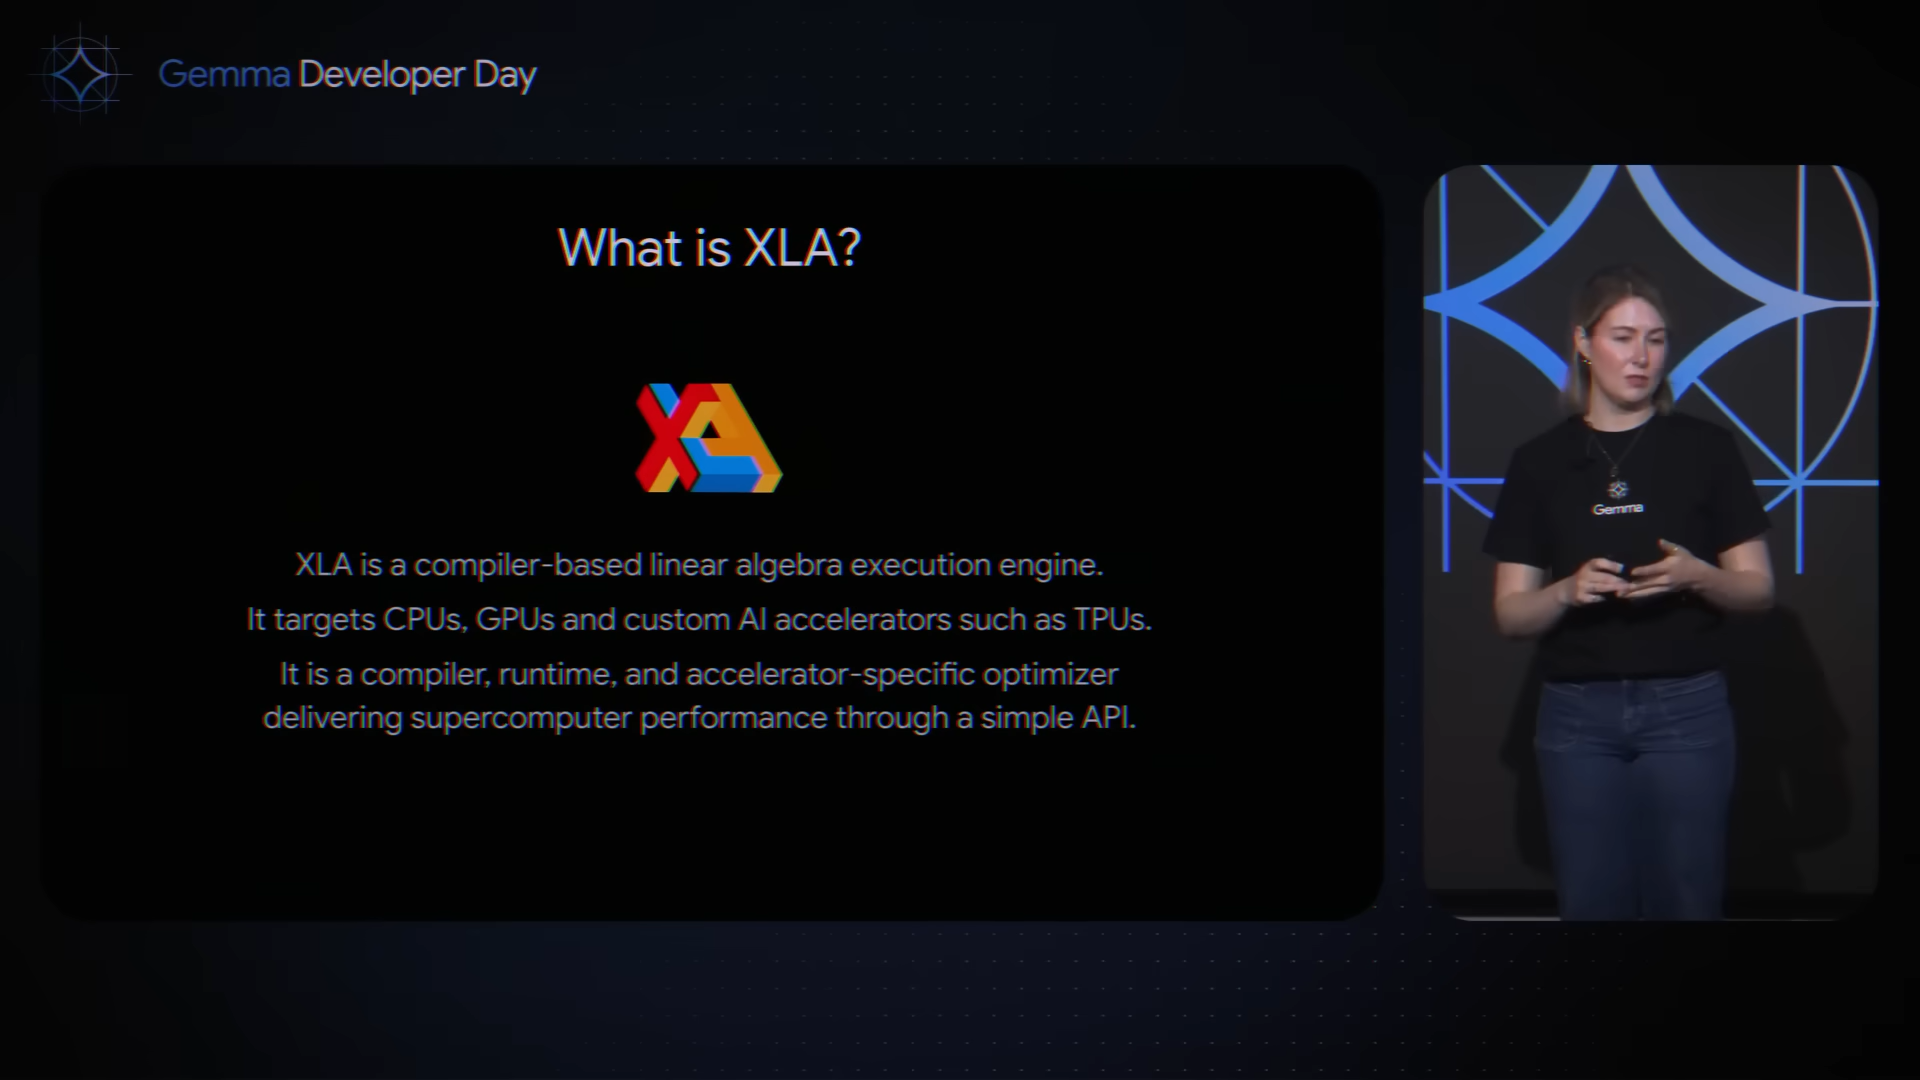 Gemma Developer Day
What is XLA?
XLA
XLA is a compiler-based linear algebra execution engine.
It targets CPUs, GPUs and custom AI accelerators such as TPUs.
It is a compiler, runtime, and accelerator-specific optimizer
delivering supercomputer performance through a simple API.
Gemma